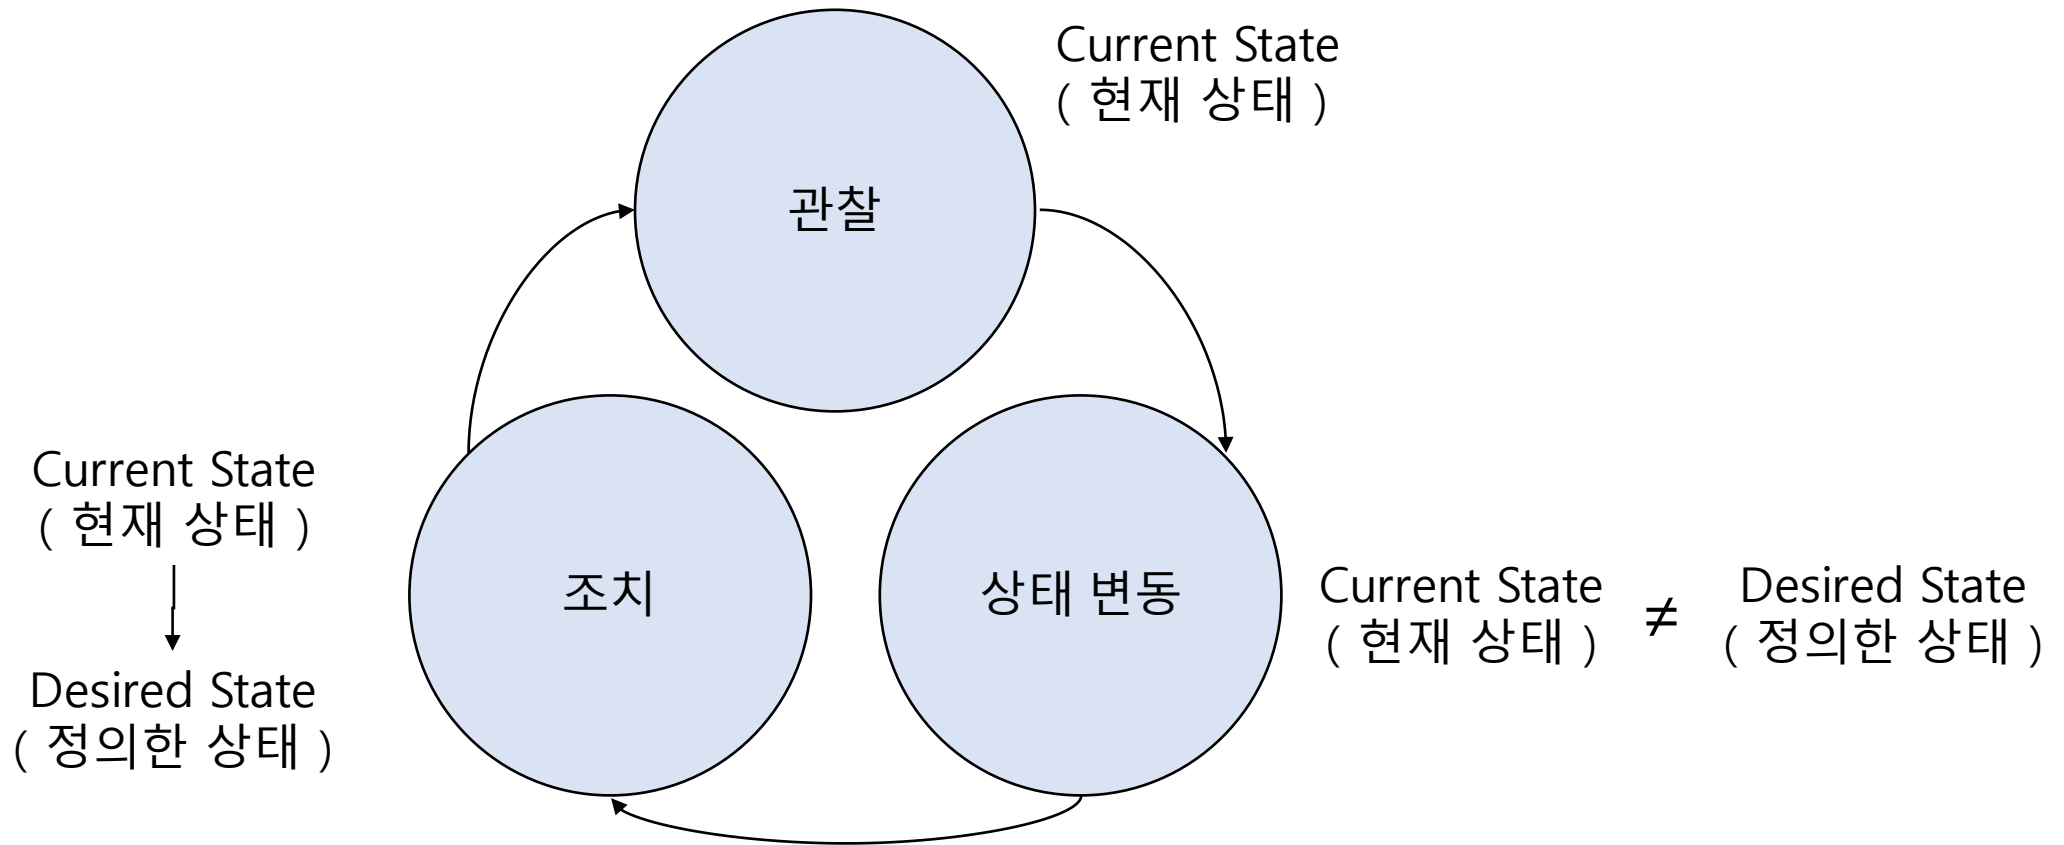 Current State
( 현재 상태 )
관찰
Current State
( 현재 상태 )
Desired State
( 정의한 상태 )
조치
상태 변동
Current State
( 현재 상태 )
≠
Desired State
( 정의한 상태 )